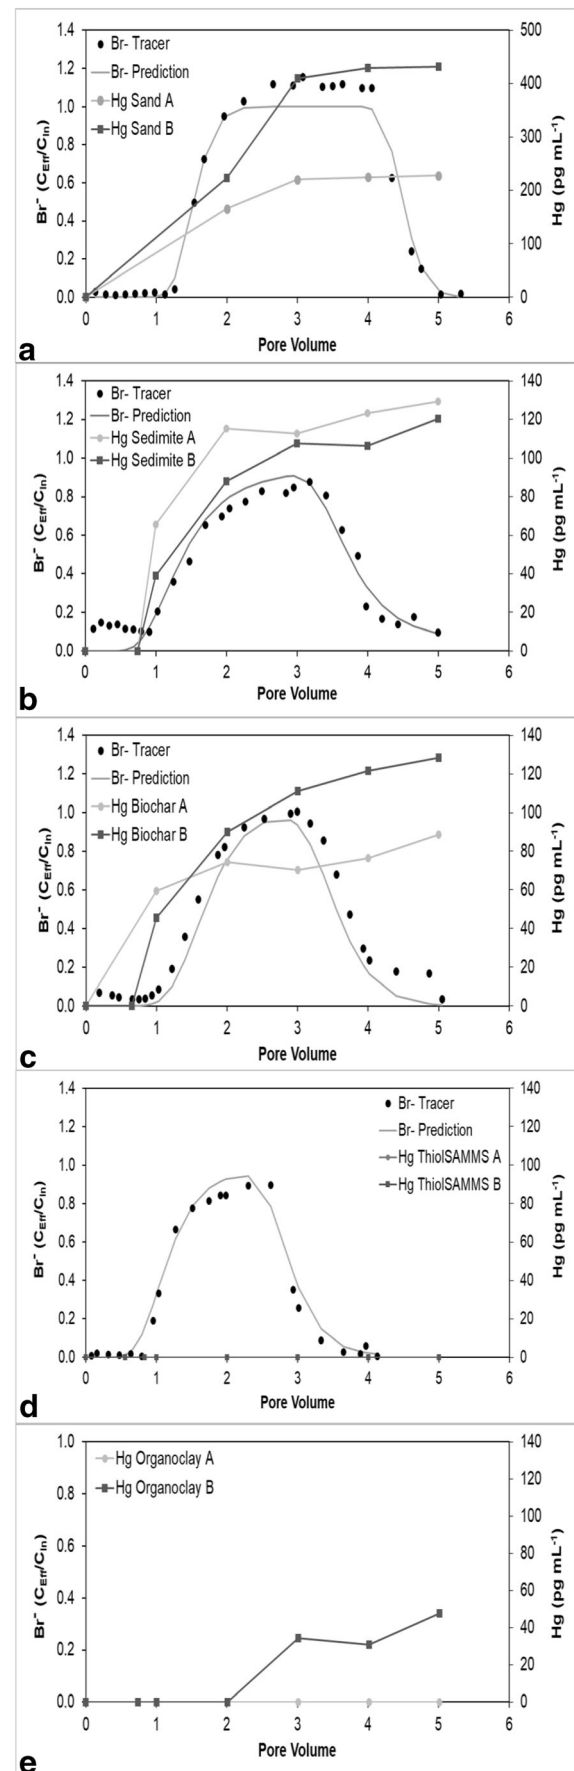 Br- Tracer
Br- Prediction
Hg Sand A
Hg Sand B
1.4
1.2
1.0
0.8
0.6
0.4
0.2
0.0
Br⁻ (C_Eff/C_In)
500
400
300
200
100
0
Hg (pg mL⁻¹)
0 1 2 3 4 5 6
Pore Volume
a
Br- Tracer
Br- Prediction
Hg Sedimite A
Hg Sedimite B
1.4
1.2
1.0
0.8
0.6
0.4
0.2
0.0
Br⁻ (C_Eff/C_In)
140
120
100
80
60
40
20
0
Hg (pg mL⁻¹)
0 1 2 3 4 5 6
Pore Volume
b
Br- Tracer
Br- Prediction
Hg Biochar A
Hg Biochar B
1.4
1.2
1.0
0.8
0.6
0.4
0.2
0.0
Br⁻ (C_Eff/C_In)
140
120
100
80
60
40
20
0
Hg (pg mL⁻¹)
0 1 2 3 4 5 6
Pore Volume
c
Br- Tracer
Br- Prediction
Hg ThiolSAMMS A
Hg ThiolSAMMS B
1.4
1.2
1.0
0.8
0.6
0.4
0.2
0.0
Br⁻ (C_Eff/C_In)
140
120
100
80
60
40
20
0
Hg (pg mL⁻¹)
0 1 2 3 4 5 6
Pore Volume
d
Hg Organoclay A
Hg Organoclay B
1.0
0.8
0.6
0.4
0.2
0.0
Br⁻ (C_Eff/C_In)
140
120
100
80
60
40
20
0
Hg (pg mL⁻¹)
0 1 2 3 4 5 6
Pore Volume
e